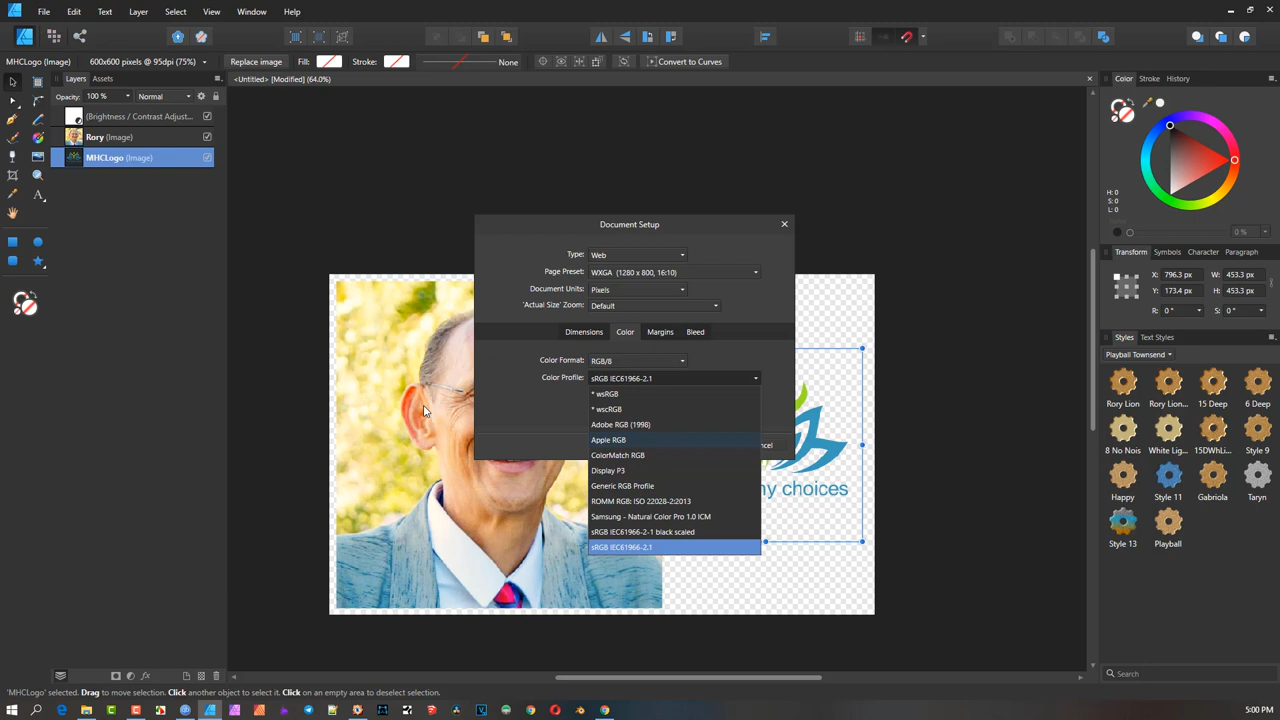 File Edit Text Layer Select View Window Help
MHCLogo (Image) 600x600 pixels @ 95dpi (75%) Replace image Fill: Stroke: None Convert to Curves
Layers Assets
<Untitled> [Modified] (64.0%)
Opacity: 100 % Normal
(Brightness / Contrast Adjust...
Rory (Image)
MHCLogo (Image)
Document Setup
Type: Web
Page Preset: WXGA (1280 x 800, 16:10)
Document Units: Pixels
'Actual Size' Zoom: Default
Dimensions Color Margins Bleed
Color Format: RGB/8
Color Profile: sRGB IEC61966-2.1
* wsRGB
* wscRGB
Adobe RGB (1998)
Apple RGB
ColorMatch RGB
Display P3
Generic RGB Profile
ROMM RGB: ISO 22028-2:2013
Samsung - Natural Color Pro 1.0 ICM
sRGB IEC61966-2-1 black scaled
sRGB IEC61966-2.1
ncel
hy choices
Color Stroke History
H: 0
S: 0
L: 0
0 %
Transform Symbols Character Paragraph
X: 796.3 px W: 453.3 px
Y: 173.4 px H: 453.3 px
R: 0 ° S: 0 °
Styles Text Styles
Playball Townsend
Rory Lion Rory Lion... 15 Deep 6 Deep
8 No Nois White Lig... 15DWhLi... Style 9
Happy Style 11 Gabriola Taryn
Style 13 Playball
Search
'MHCLogo' selected. Drag to move selection. Click another object to select it. Click on an empty area to deselect selection.
5:00 PM